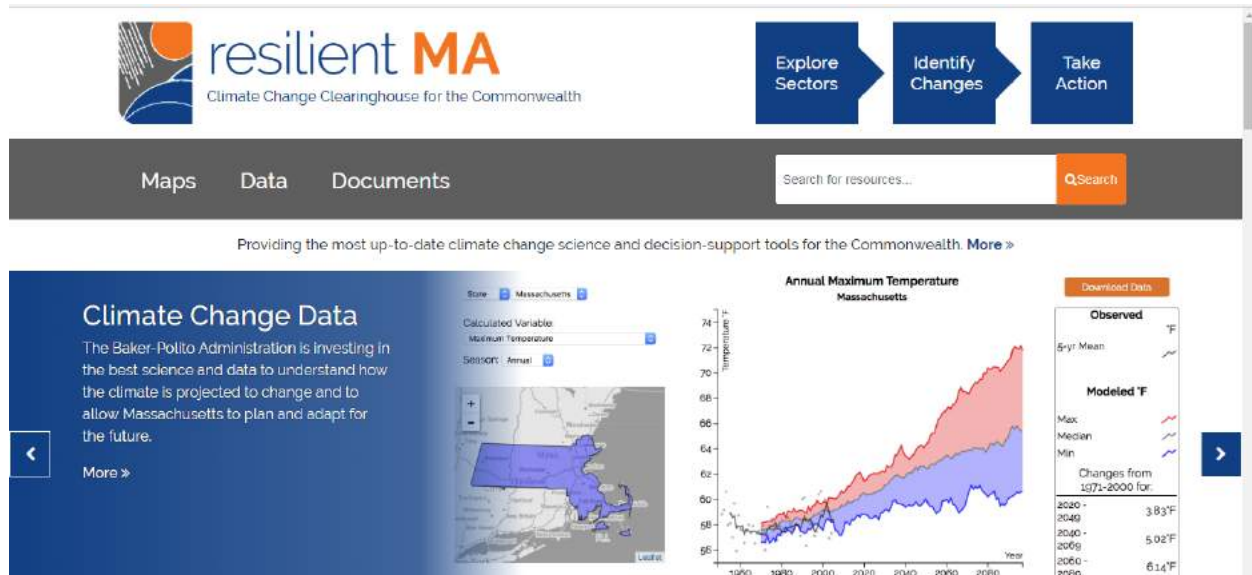 resilient MA
Climate Change Clearinghouse for the Commonwealth
Explore
Sectors
Identify
Changes
Take
Action
Maps
Data
Documents
Search for resources...
Search
Providing the most up-to-date climate change science and decision-support tools for the Commonwealth. More »
Climate Change Data
The Baker-Polito Administration is investing in
the best science and data to understand how
the climate is projected to change and to
allow Massachusetts to plan and adapt for
the future.
More »
State
Massachusetts
Calculated Variable:
Maximum Temperature
Season: Annual
+
-
Leaflet
Annual Maximum Temperature
Massachusetts
Temperature °F
74
72
70
68
66
64
62
60
58
56
Year
1960 1980 2000 2020 2040 2060 2080
Download Data
Observed
°F
5-yr Mean
Modeled °F
Max
Median
Min
Changes from
1971-2000 for:
2020 -
2049
3.83°F
2040 -
2069
5.02°F
2060 -
2089
6.14°F